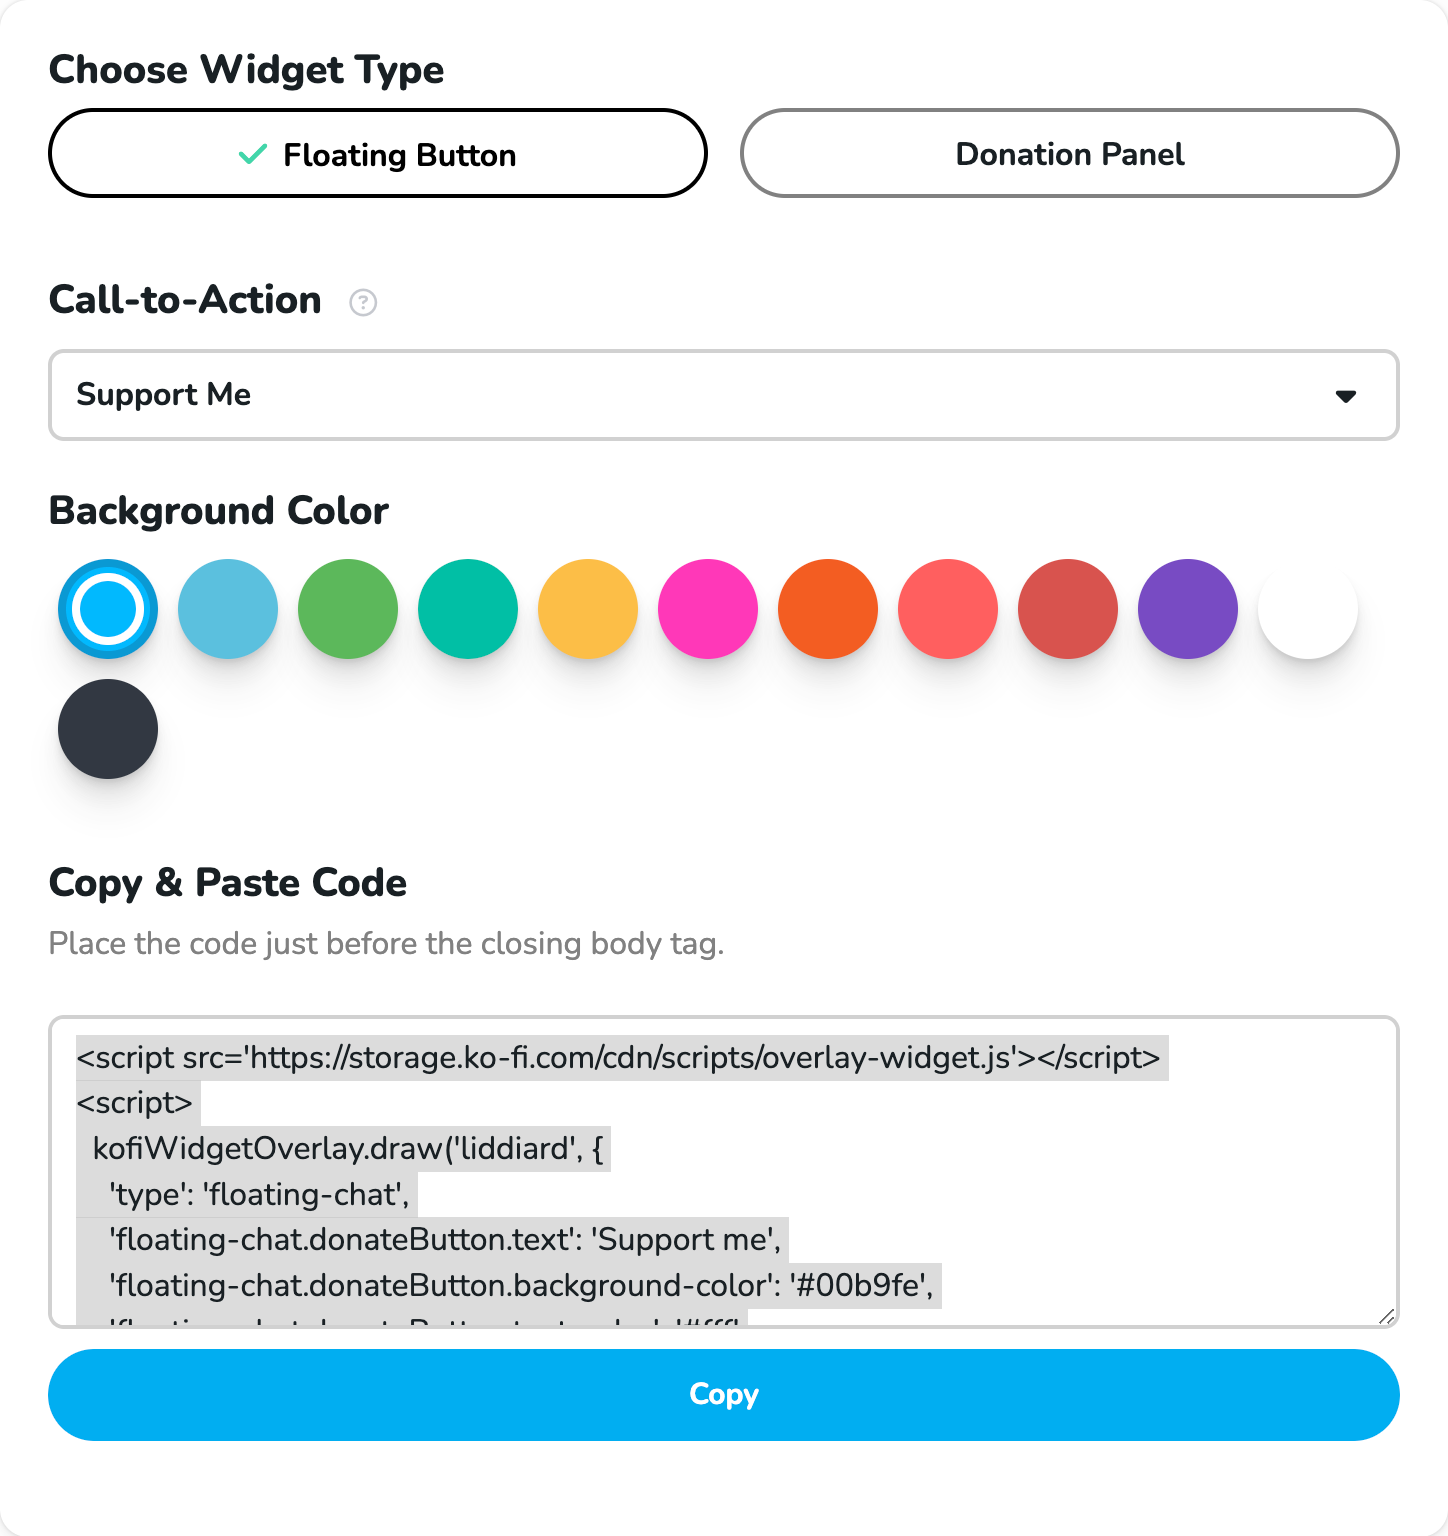 Choose Widget Type
Floating Button
Donation Panel
Call-to-Action ?
Support Me
Background Color
Copy & Paste Code
Place the code just before the closing body tag.
<script src='https://storage.ko-fi.com/cdn/scripts/overlay-widget.js'></script>
<script>
kofiWidgetOverlay.draw('liddiard', {
'type': 'floating-chat',
'floating-chat.donateButton.text': 'Support me',
'floating-chat.donateButton.background-color': '#00b9fe',
Copy